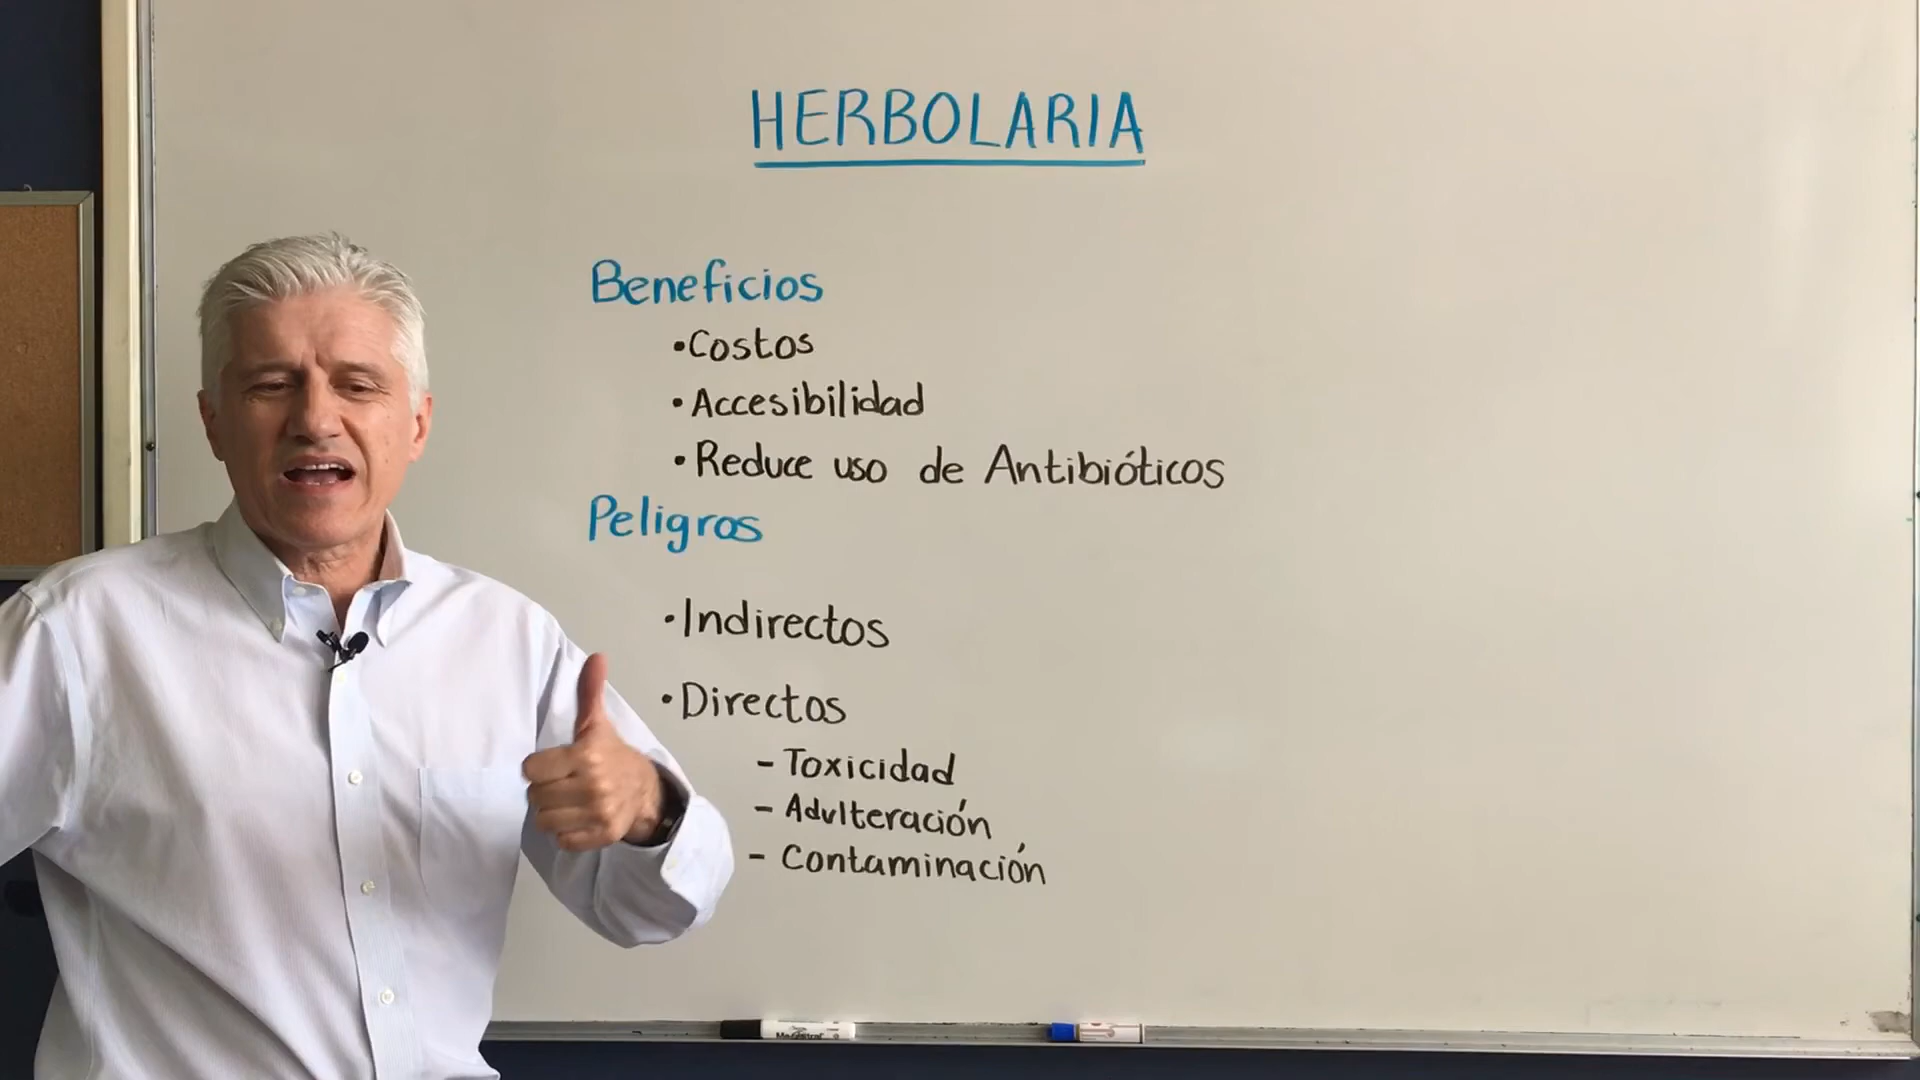 HERBOLARIA
Beneficios
•Costos
•Accesibilidad
•Reduce uso de Antibióticos
Peligros
•Indirectos
•Directos
- Toxicidad
- Adulteración
- Contaminación